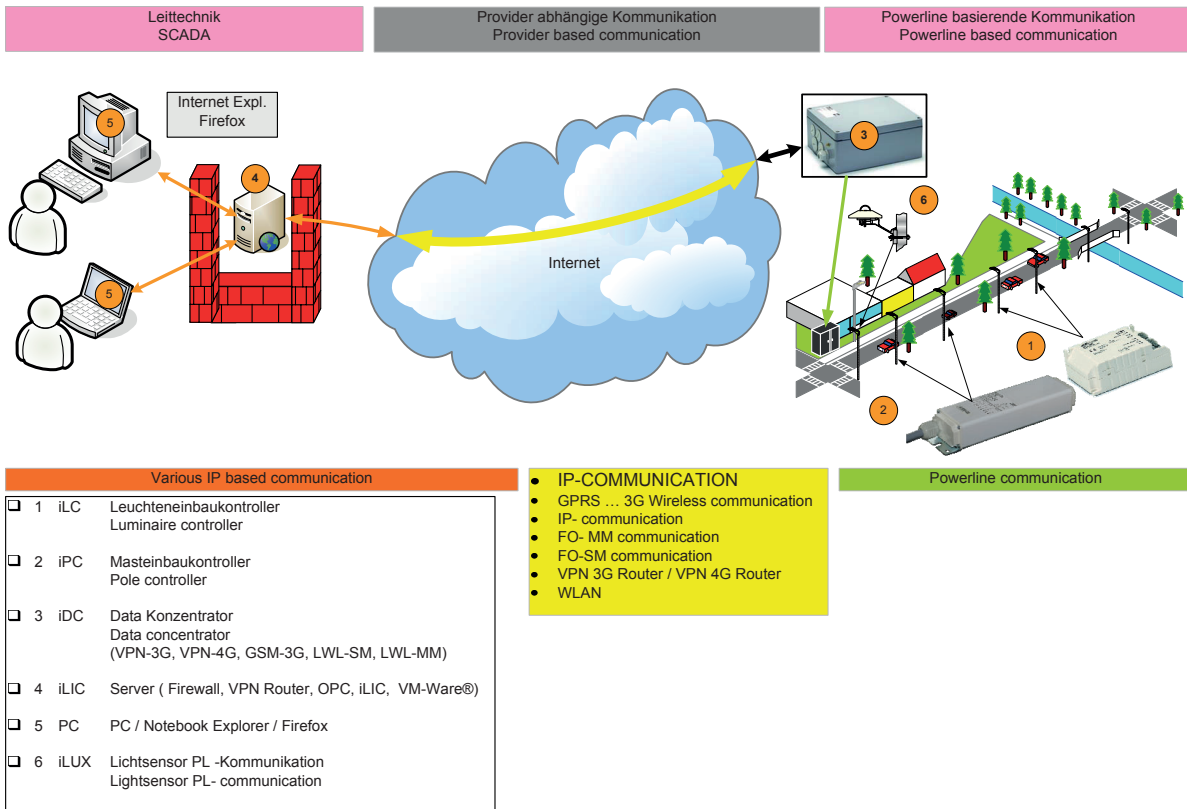 Leittechnik
SCADA
Provider abhängige Kommunikation
Provider based communication
Powerline basierende Kommunikation
Powerline based communication
Internet Expl.
Firefox
5
4
5
Internet
3
6
1
2
Various IP based communication
❑ 1 iLC Leuchteneinbaukontroller
Luminaire controller
❑ 2 iPC Masteinbaukontroller
Pole controller
❑ 3 iDC Data Konzentrator
Data concentrator
(VPN-3G, VPN-4G, GSM-3G, LWL-SM, LWL-MM)
❑ 4 iLIC Server ( Firewall, VPN Router, OPC, iLIC, VM-Ware®)
❑ 5 PC PC / Notebook Explorer / Firefox
❑ 6 iLUX Lichtsensor PL -Kommunikation
Lightsensor PL- communication
• IP-COMMUNICATION
• GPRS … 3G Wireless communication
• IP- communication
• FO- MM communication
• FO-SM communication
• VPN 3G Router / VPN 4G Router
• WLAN
Powerline communication